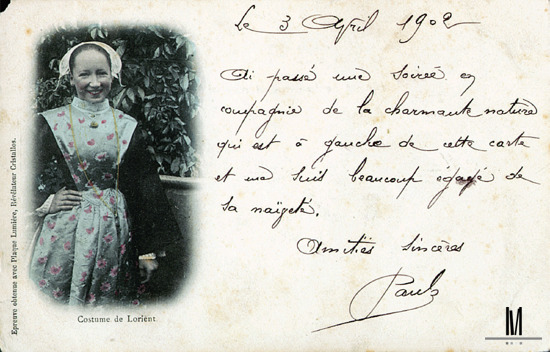 Le 3 Avril 1902
Ai passé une soirée en
compagnie de la charmante nature
qui est à gauche de cette carte
et me suis beaucoup égayé de
sa naïveté.
Amitiés sincères
Paul
Costume de Lorient
Epreuve obtenue avec Plaque Lumière, Révélateur Cristallos.
M